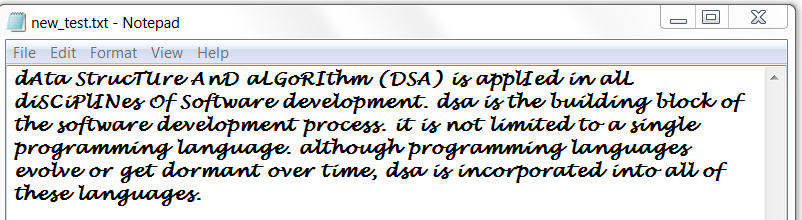 new_test.txt - Notepad
File Edit Format View Help
dAta StrucTUre AnD aLGoRIthm (DSA) is applIed in alL
diSCiPlINes Of Software development. dsa is the building block of
the software development process. it is not limited to a single
programming language. although programming languages
evolve or get dormant over time, dsa is incorporated into all of
these languages.